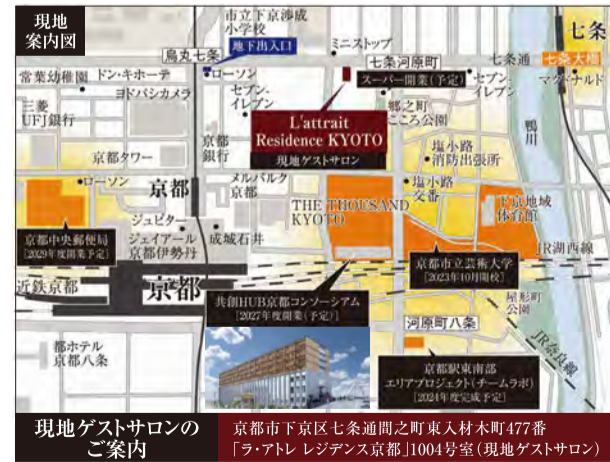 現地
案内図
市立下京渉成
小学校
地下出入口
烏丸七条
ローソン
ミニストップ
七条河原町
スーパー開業(予定)
七条通
七条大橋
七条
常葉幼稚園
ドン・キホーテ
ヨドバシカメラ
セブン-
イレブン
セブン-
イレブン
マクドナルド
三菱
UFJ銀行
L'attrait
Residence KYOTO
現地ゲストサロン
郷之町
こころ公園
鴨川
京都
銀行
塩小路
消防出張所
京都タワー
メルパルク
京都
塩小路
交番
ローソン
京都
THE THOUSAND
KYOTO
下京地域
体育館
京都中央郵便局
[2029年度開業予定]
ジュピター
ジェイアール
京都伊勢丹
成城石井
JR湖西線
京都市立芸術大学
[2023年10月開校]
近鉄京都
京都
共創HUB京都コンソーシアム
[2027年度開業(予定)]
屋形町
公園
河原町八条
JR奈良線
都ホテル
京都八条
京都駅東南部
エリアプロジェクト(チームラボ)
[2024年度完成予定]
現地ゲストサロンの
ご案内
京都市下京区七条通間之町東入材木町477番
「ラ・アトレ レジデンス京都」1004号室(現地ゲストサロン)